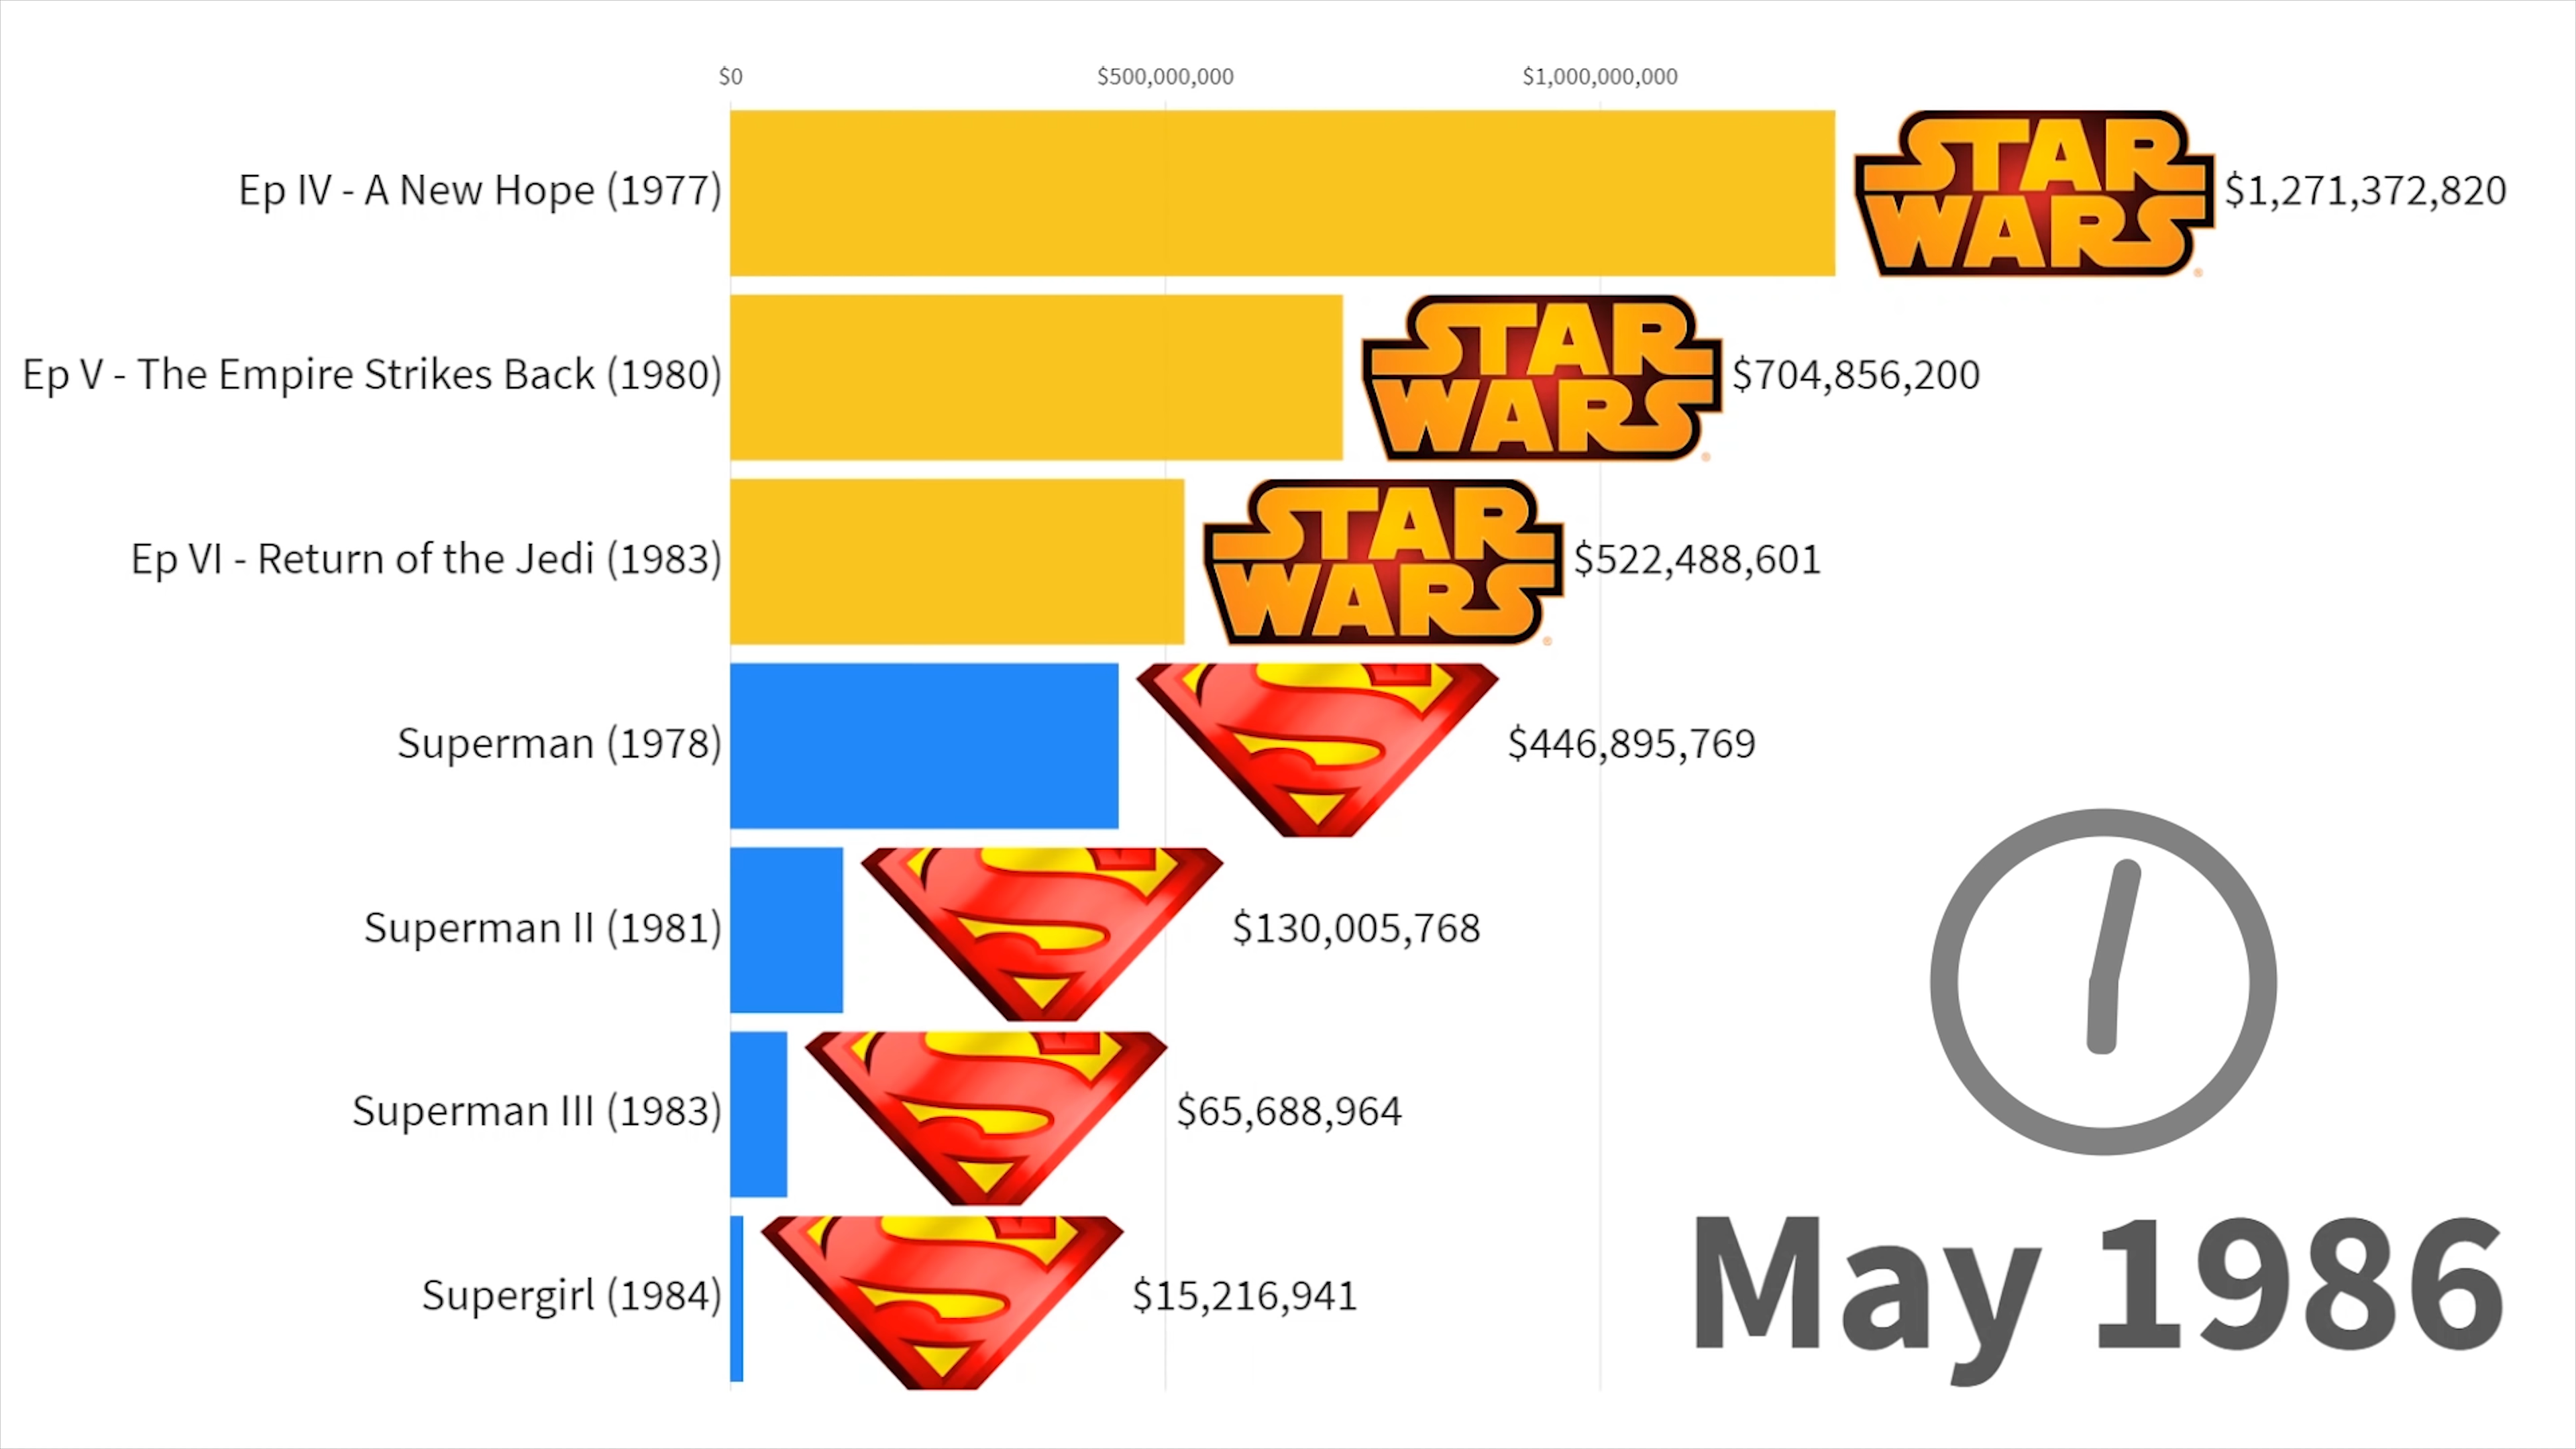 $0 $500,000,000 $1,000,000,000
Ep IV - A New Hope (1977) STAR WARS $1,271,372,820
Ep V - The Empire Strikes Back (1980) STAR WARS $704,856,200
Ep VI - Return of the Jedi (1983) STAR WARS $522,488,601
Superman (1978) $446,895,769
Superman II (1981) $130,005,768
Superman III (1983) $65,688,964
Supergirl (1984) $15,216,941
May 1986